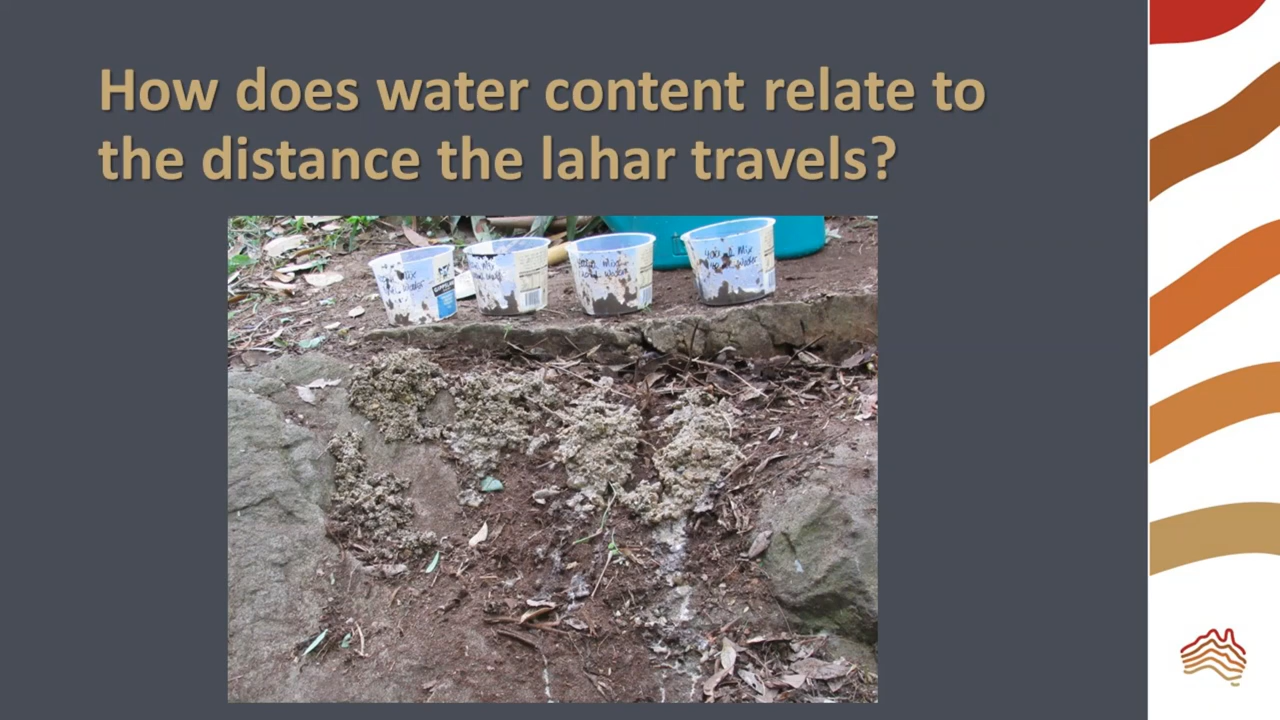 How does water content relate to
the distance the lahar travels?